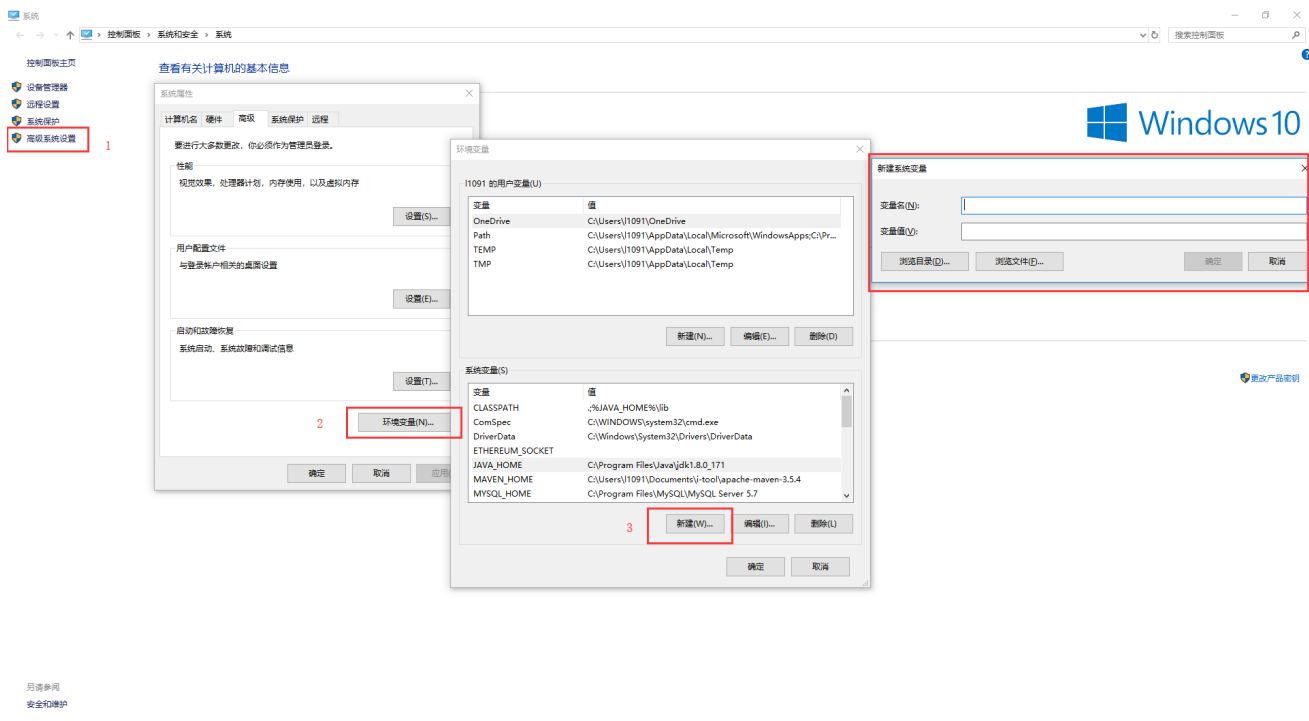 系统
控制面板 › 系统和安全 › 系统
搜索控制面板
控制面板主页
设备管理器
远程设置
系统保护
高级系统设置
1
查看有关计算机的基本信息
Windows 10
系统属性
计算机名 硬件 高级 系统保护 远程
要进行大多数更改，你必须作为管理员登录。
性能
视觉效果，处理器计划，内存使用，以及虚拟内存
设置(S)...
用户配置文件
与登录帐户相关的桌面设置
设置(E)...
启动和故障恢复
系统启动、系统故障和调试信息
设置(T)...
2
环境变量(N)...
确定 取消 应用(
环境变量
l1091 的用户变量(U)
变量 值
OneDrive C:\Users\l1091\OneDrive
Path C:\Users\l1091\AppData\Local\Microsoft\WindowsApps;C:\Pr...
TEMP C:\Users\l1091\AppData\Local\Temp
TMP C:\Users\l1091\AppData\Local\Temp
新建(N)... 编辑(E)... 删除(D)
系统变量(S)
变量 值
CLASSPATH .;%JAVA_HOME%\lib
ComSpec C:\WINDOWS\system32\cmd.exe
DriverData C:\Windows\System32\Drivers\DriverData
ETHEREUM_SOCKET
JAVA_HOME C:\Program Files\Java\jdk1.8.0_171
MAVEN_HOME C:\Users\l1091\Documents\i-tool\apache-maven-3.5.4
MYSQL_HOME C:\Program Files\MySQL\MySQL Server 5.7
3
新建(W)... 编辑(I)... 删除(L)
确定 取消
新建系统变量
变量名(N):
变量值(V):
浏览目录(D)... 浏览文件(F)... 确定 取消
更改产品密钥
另请参阅
安全和维护